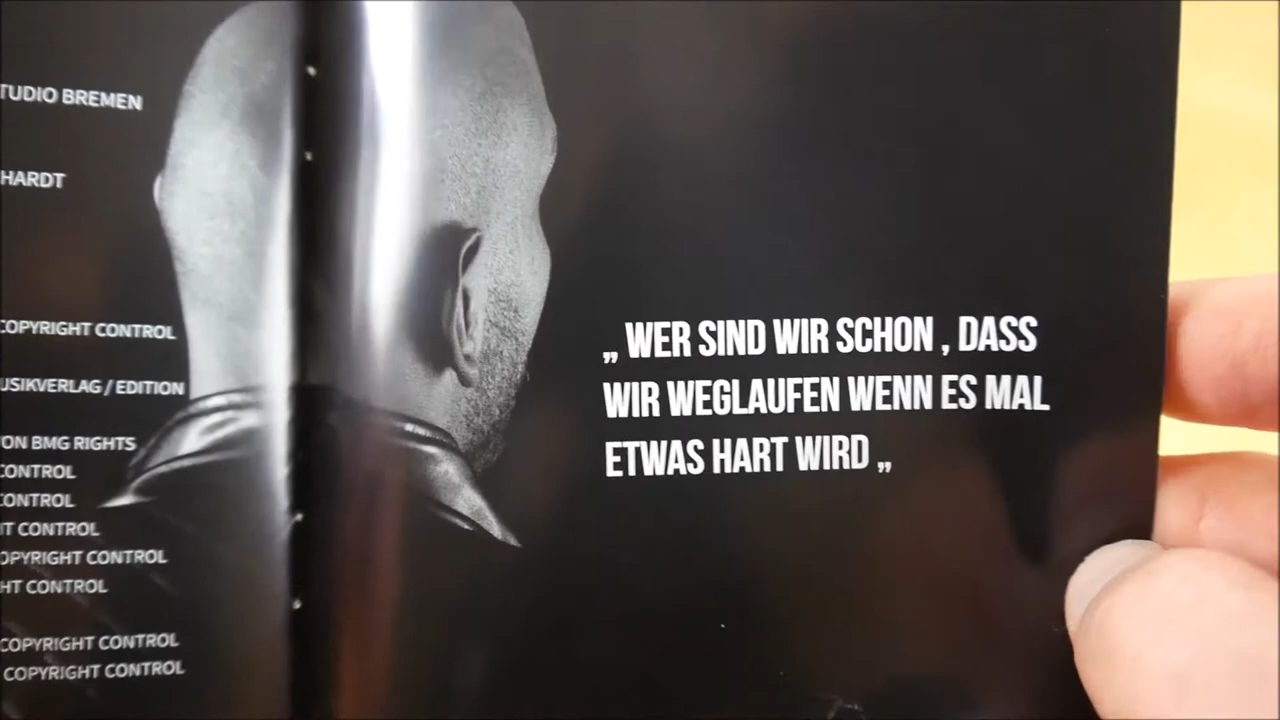 TUDIO BREMEN
HARDT
COPYRIGHT CONTROL
USIKVERLAG / EDITION
ON BMG RIGHTS
CONTROL
CONTROL
IT CONTROL
OPYRIGHT CONTROL
HT CONTROL
COPYRIGHT CONTROL
COPYRIGHT CONTROL
„ WER SIND WIR SCHON , DASS
WIR WEGLAUFEN WENN ES MAL
ETWAS HART WIRD „